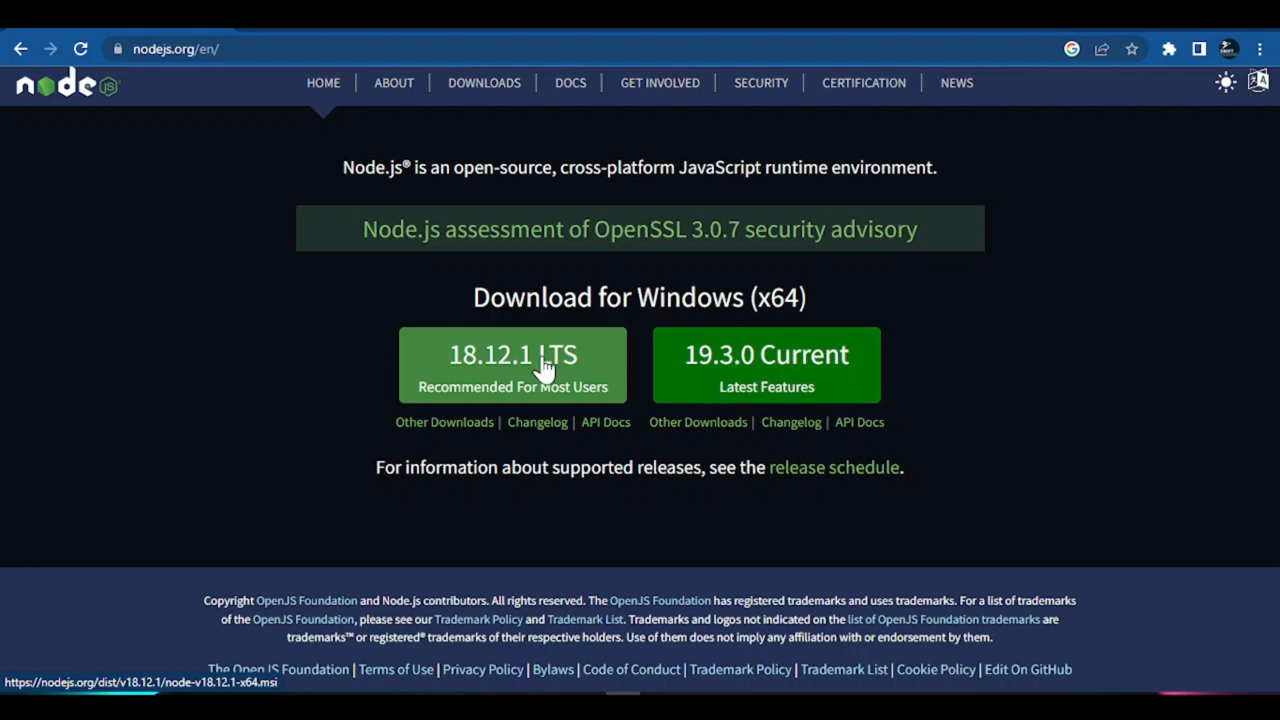 nodejs.org/en/
node JS
HOME | ABOUT | DOWNLOADS | DOCS | GET INVOLVED | SECURITY | CERTIFICATION | NEWS
Node.js® is an open-source, cross-platform JavaScript runtime environment.
Node.js assessment of OpenSSL 3.0.7 security advisory
Download for Windows (x64)
18.12.1 LTS
Recommended For Most Users
19.3.0 Current
Latest Features
Other Downloads | Changelog | API Docs
Other Downloads | Changelog | API Docs
For information about supported releases, see the release schedule.
Copyright OpenJS Foundation and Node.js contributors. All rights reserved. The OpenJS Foundation has registered trademarks and uses trademarks. For a list of trademarks
of the OpenJS Foundation, please see our Trademark Policy and Trademark List. Trademarks and logos not indicated on the list of OpenJS Foundation trademarks are
trademarks™ or registered® trademarks of their respective holders. Use of them does not imply any affiliation with or endorsement by them.
The OpenJS Foundation | Terms of Use | Privacy Policy | Bylaws | Code of Conduct | Trademark Policy | Trademark List | Cookie Policy | Edit On GitHub
https://nodejs.org/dist/v18.12.1/node-v18.12.1-x64.msi